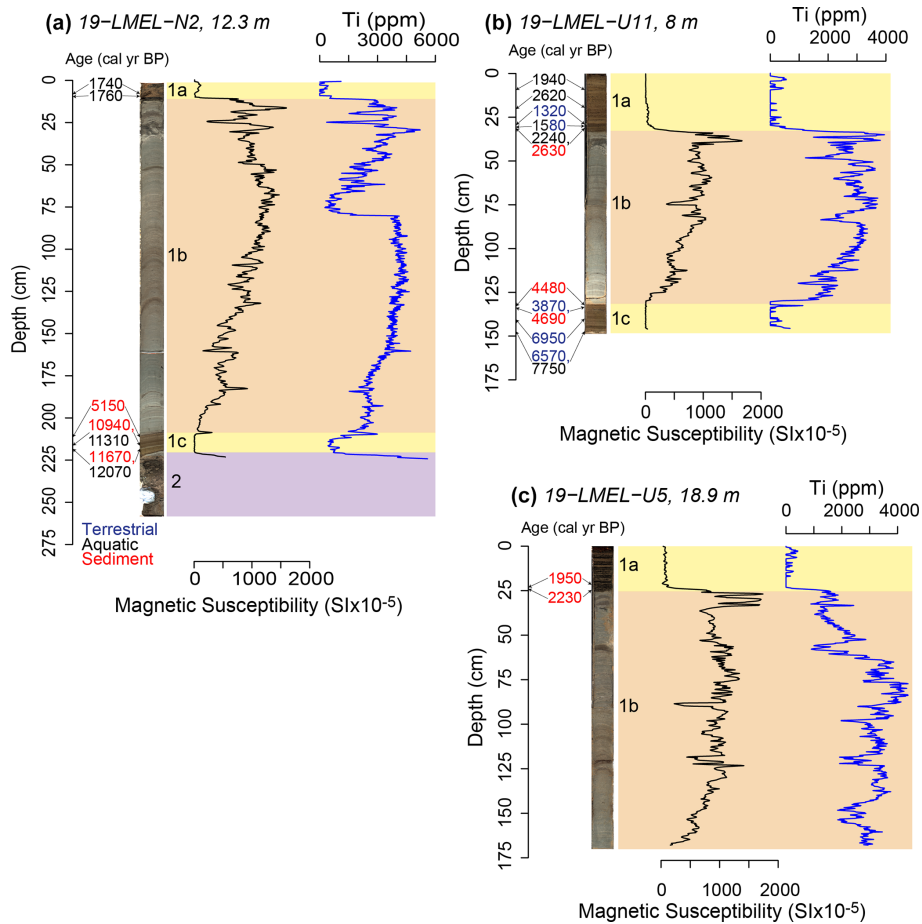 (a) 19−LMEL−N2, 12.3 m
Ti (ppm)
0 3000 6000
Age (cal yr BP)
1740
1760
5150
10940,
11310
11670,
12070
Depth (cm)
0
25
50
75
100
125
150
175
200
225
250
275
1a
1b
1c
2
Terrestrial
Aquatic
Sediment
0 1000 2000
Magnetic Susceptibility (SIx10-5)
(b) 19−LMEL−U11, 8 m
Ti (ppm)
0 2000 4000
Age (cal yr BP)
1940
2620
1320
1580
2240,
2630
4480
3870,
4690
6950
6570,
7750
Depth (cm)
0
25
50
75
100
125
150
175
1a
1b
1c
0 1000 2000
Magnetic Susceptibility (SIx10-5)
(c) 19−LMEL−U5, 18.9 m
Ti (ppm)
0 2000 4000
Age (cal yr BP)
1950
2230
Depth (cm)
0
25
50
75
100
125
150
175
1a
1b
0 1000 2000
Magnetic Susceptibility (SIx10-5)